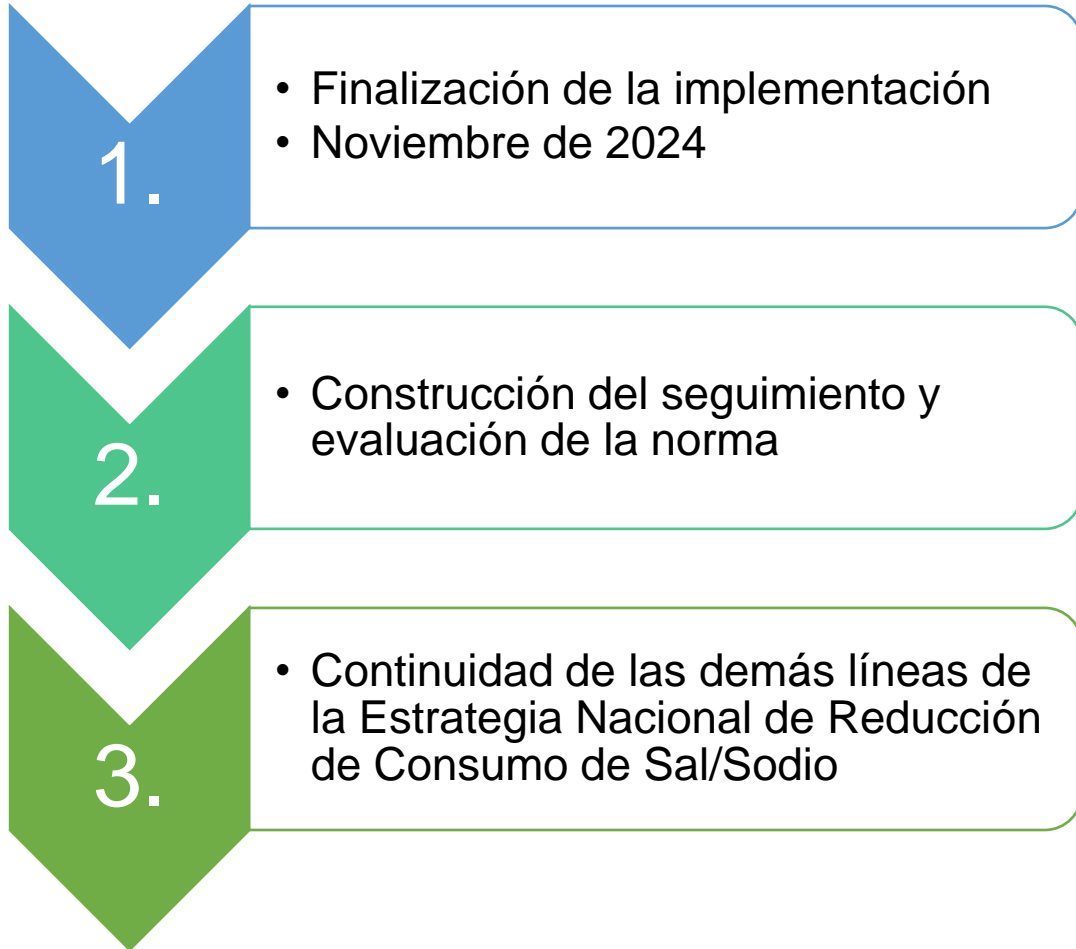 1.
• Finalización de la implementación
• Noviembre de 2024
2.
• Construcción del seguimiento y
evaluación de la norma
3.
• Continuidad de las demás líneas de
la Estrategia Nacional de Reducción
de Consumo de Sal/Sodio